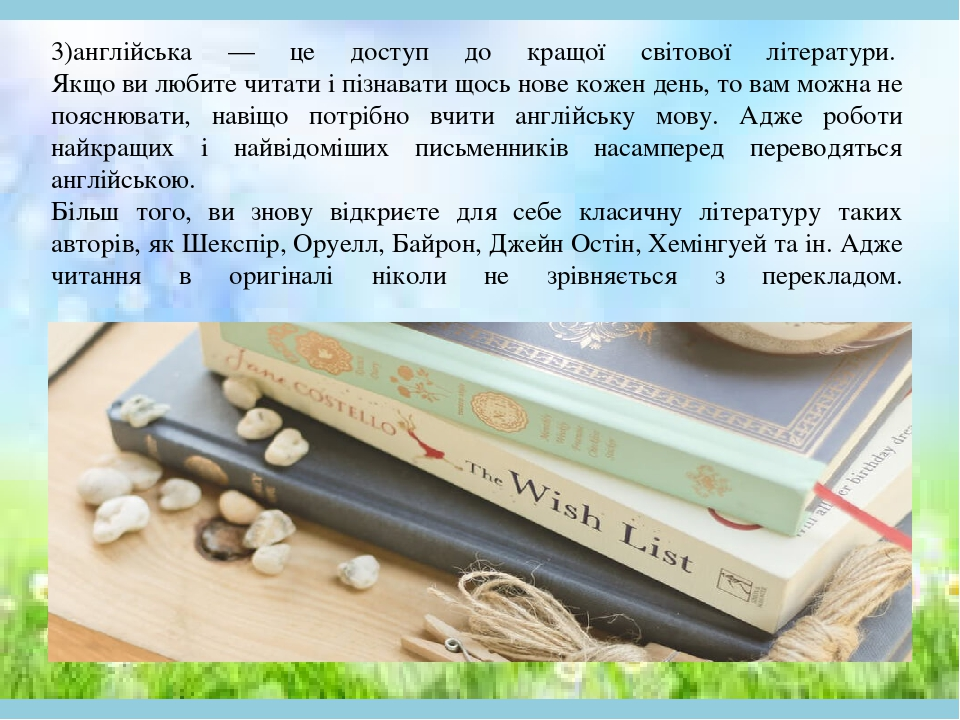 3)англійська — це доступ до кращої світової літератури.
Якщо ви любите читати і пізнавати щось нове кожен день, то вам можна не
пояснювати, навіщо потрібно вчити англійську мову. Адже роботи
найкращих і найвідоміших письменників насамперед переводяться
англійською.
Більш того, ви знову відкриєте для себе класичну літературу таких
авторів, як Шекспір, Оруелл, Байрон, Джейн Остін, Хемінгуей та ін. Адже
читання в оригіналі ніколи не зрівняється з перекладом.
Jane
COSTELLO
The Wish List
birthday